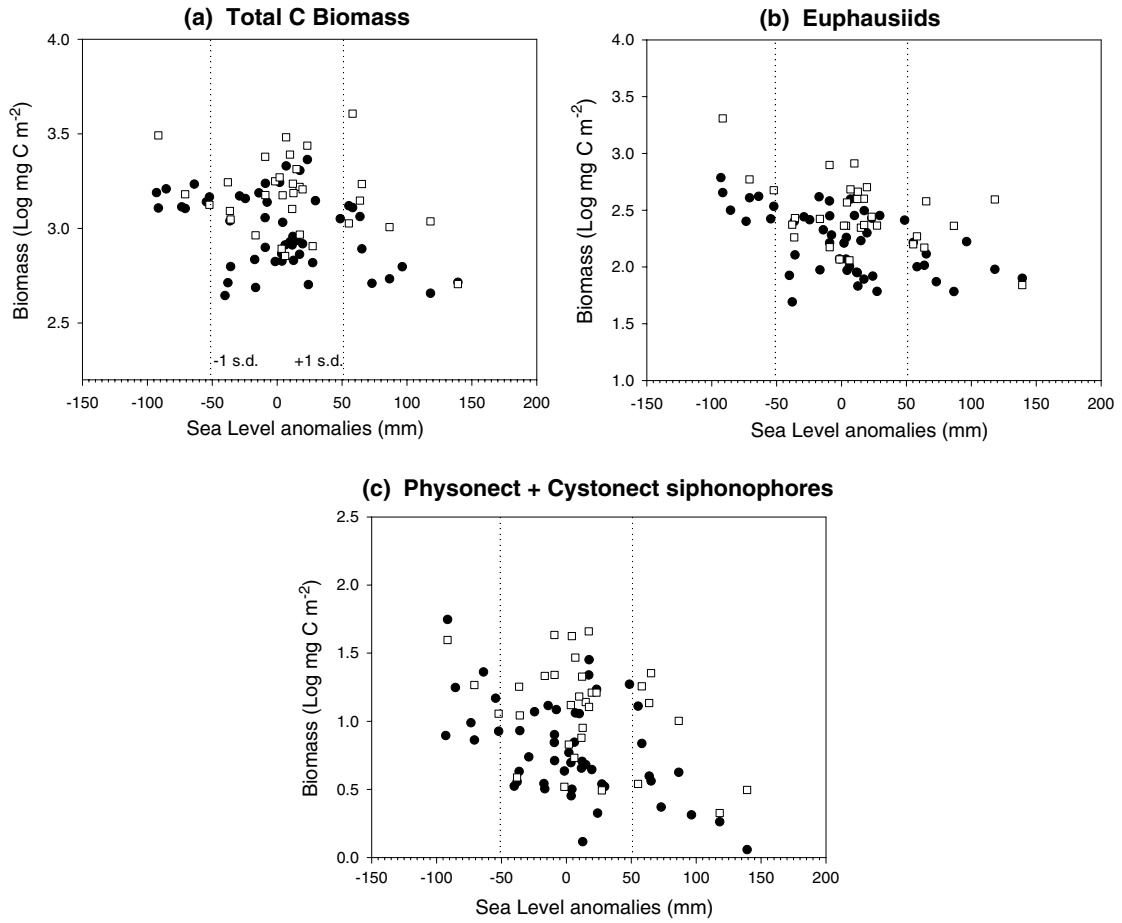 (a) Total C Biomass
(b) Euphausiids
4.0
3.5
3.0
2.5
Biomass (Log mg C m-2)
-1 s.d.
+1 s.d.
-150 -100 -50 0 50 100 150 200
Sea Level anomalies (mm)
4.0
3.5
3.0
2.5
2.0
1.5
1.0
Biomass (Log mg C m-2)
-150 -100 -50 0 50 100 150 200
Sea Level anomalies (mm)
(c) Physonect + Cystonect siphonophores
2.5
2.0
1.5
1.0
0.5
0.0
Biomass (Log mg C m-2)
-150 -100 -50 0 50 100 150 200
Sea Level anomalies (mm)